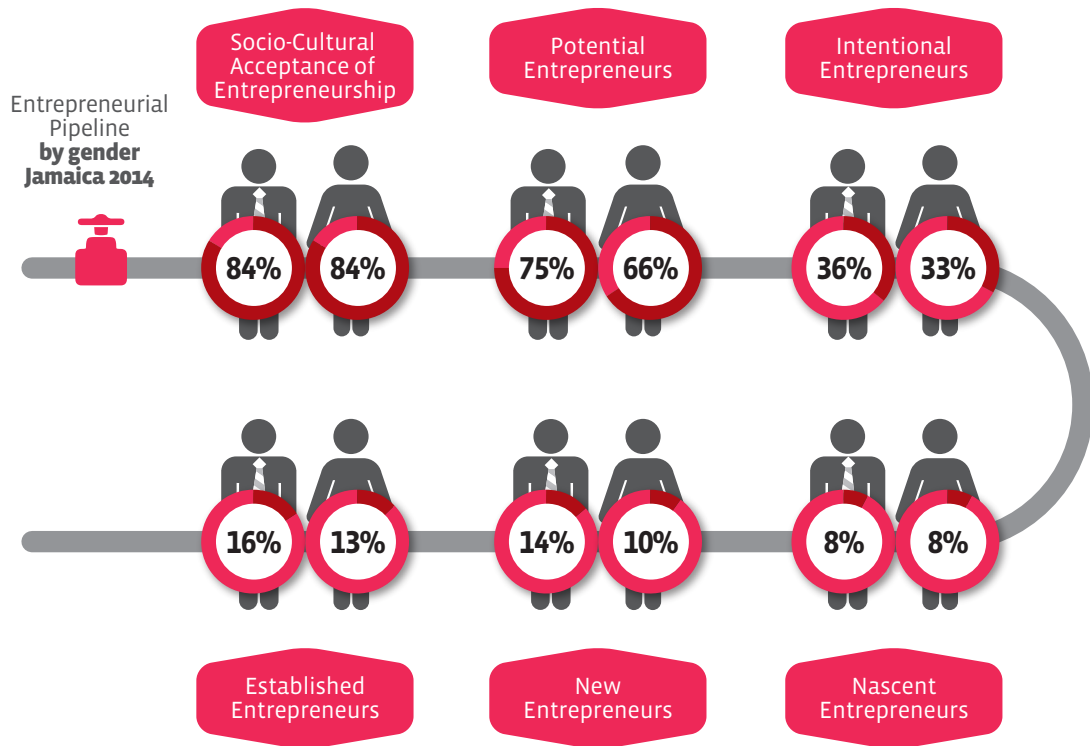 Entrepreneurial
Pipeline
by gender
Jamaica 2014
Socio-Cultural
Acceptance of
Entrepreneurship
Potential
Entrepreneurs
Intentional
Entrepreneurs
84%
84%
75%
66%
36%
33%
16%
13%
14%
10%
8%
8%
Established
Entrepreneurs
New
Entrepreneurs
Nascent
Entrepreneurs